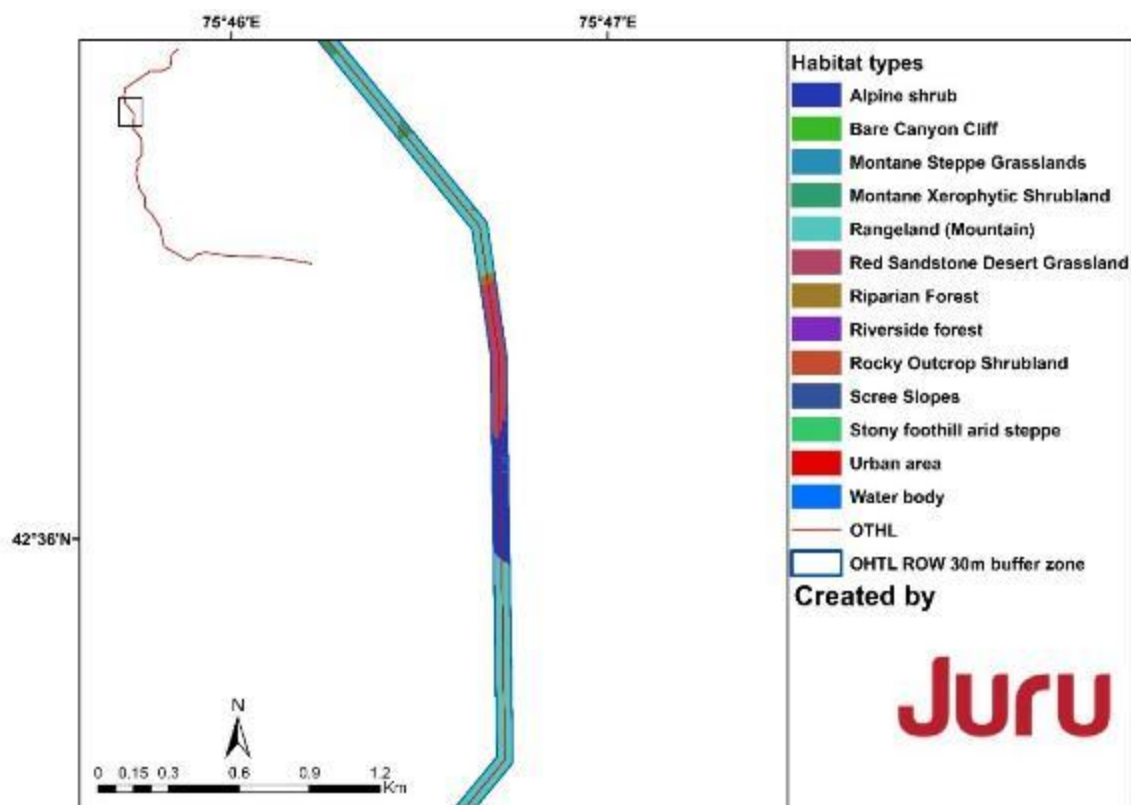 75°46'E
75°47'E
Habitat types
Alpine shrub
Bare Canyon Cliff
Montane Steppe Grasslands
Montane Xerophytic Shrubland
Rangeland (Mountain)
Red Sandstone Desert Grassland
Riparian Forest
Riverside forest
Rocky Outcrop Shrubland
Scree Slopes
Stony foothill arid steppe
Urban area
Water body
OTHL
OHTL ROW 30m buffer zone
42°36'N
Created by
Juru
N
0 0.15 0.3 0.6 0.9 1.2
Km